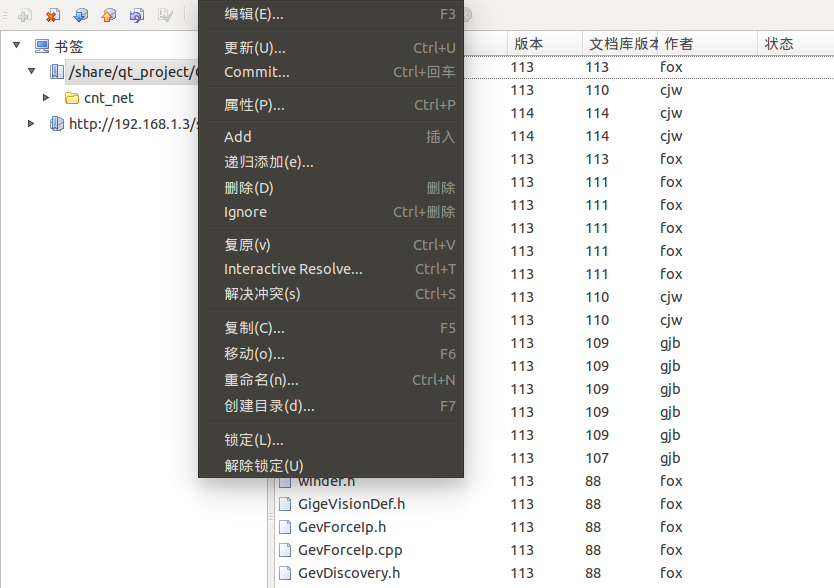 书签
/share/qt_project/
cnt_net
http://192.168.1.3/
编辑(E)... F3
更新(U)... Ctrl+U
Commit... Ctrl+回车
属性(P)... Ctrl+P
Add 插入
递归添加(e)...
删除(D) 删除
Ignore Ctrl+删除
复原(v) Ctrl+V
Interactive Resolve... Ctrl+T
解决冲突(s) Ctrl+S
复制(C)... F5
移动(o)... F6
重命名(n)... Ctrl+N
创建目录(d)... F7
锁定(L)...
解除锁定(U)
版本 文档库版本 作者 状态
113 113 fox
113 110 cjw
114 114 cjw
114 114 cjw
113 113 fox
113 111 fox
113 111 fox
113 111 fox
113 111 fox
113 111 fox
113 110 cjw
113 110 cjw
113 109 gjb
113 109 gjb
113 109 gjb
113 109 gjb
113 109 gjb
113 107 gjb
winder.h 113 88 fox
GigeVisionDef.h 113 88 fox
GevForceIp.h 113 88 fox
GevForceIp.cpp 113 88 fox
GevDiscovery.h 113 88 fox